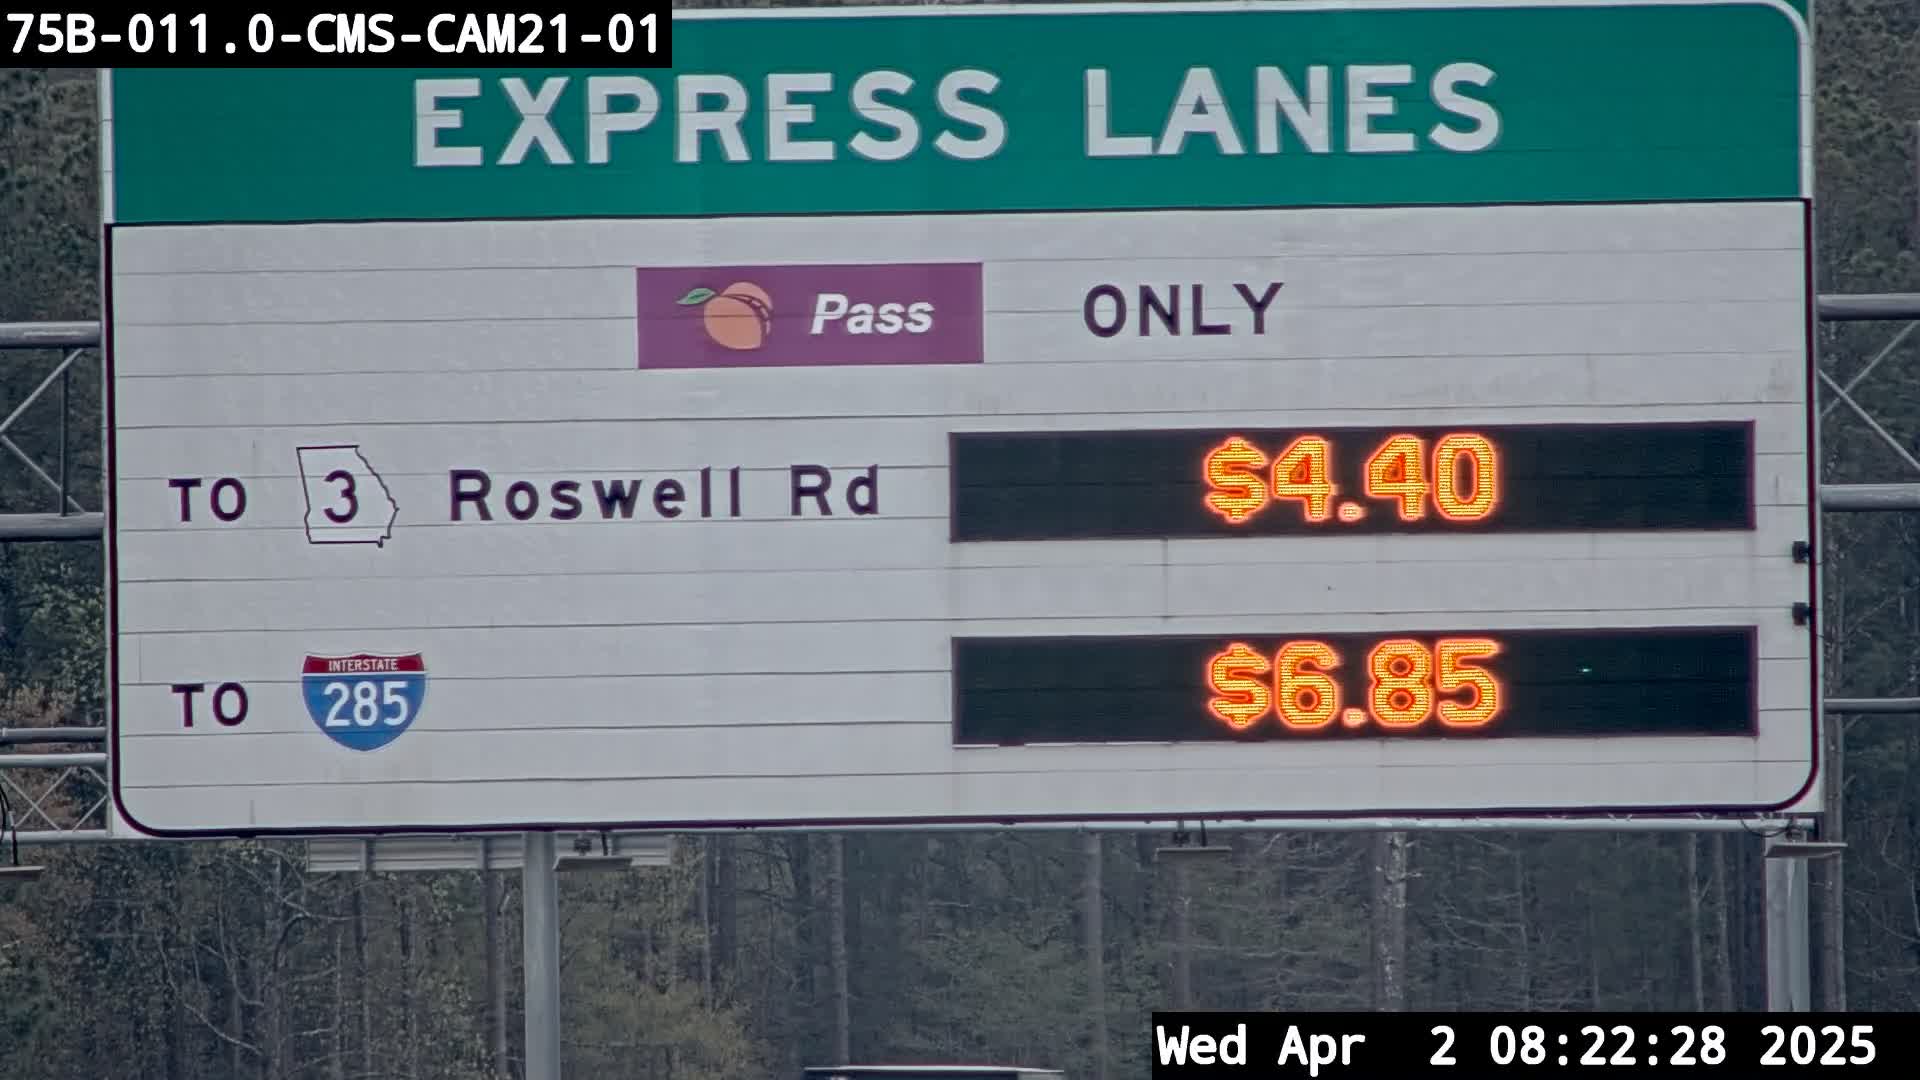 75B-011.0-CMS-CAM21-01
EXPRESS LANES
Pass ONLY
TO 3 Roswell Rd $4.40
TO INTERSTATE 285 $6.85
Wed Apr 2 08:22:28 2025